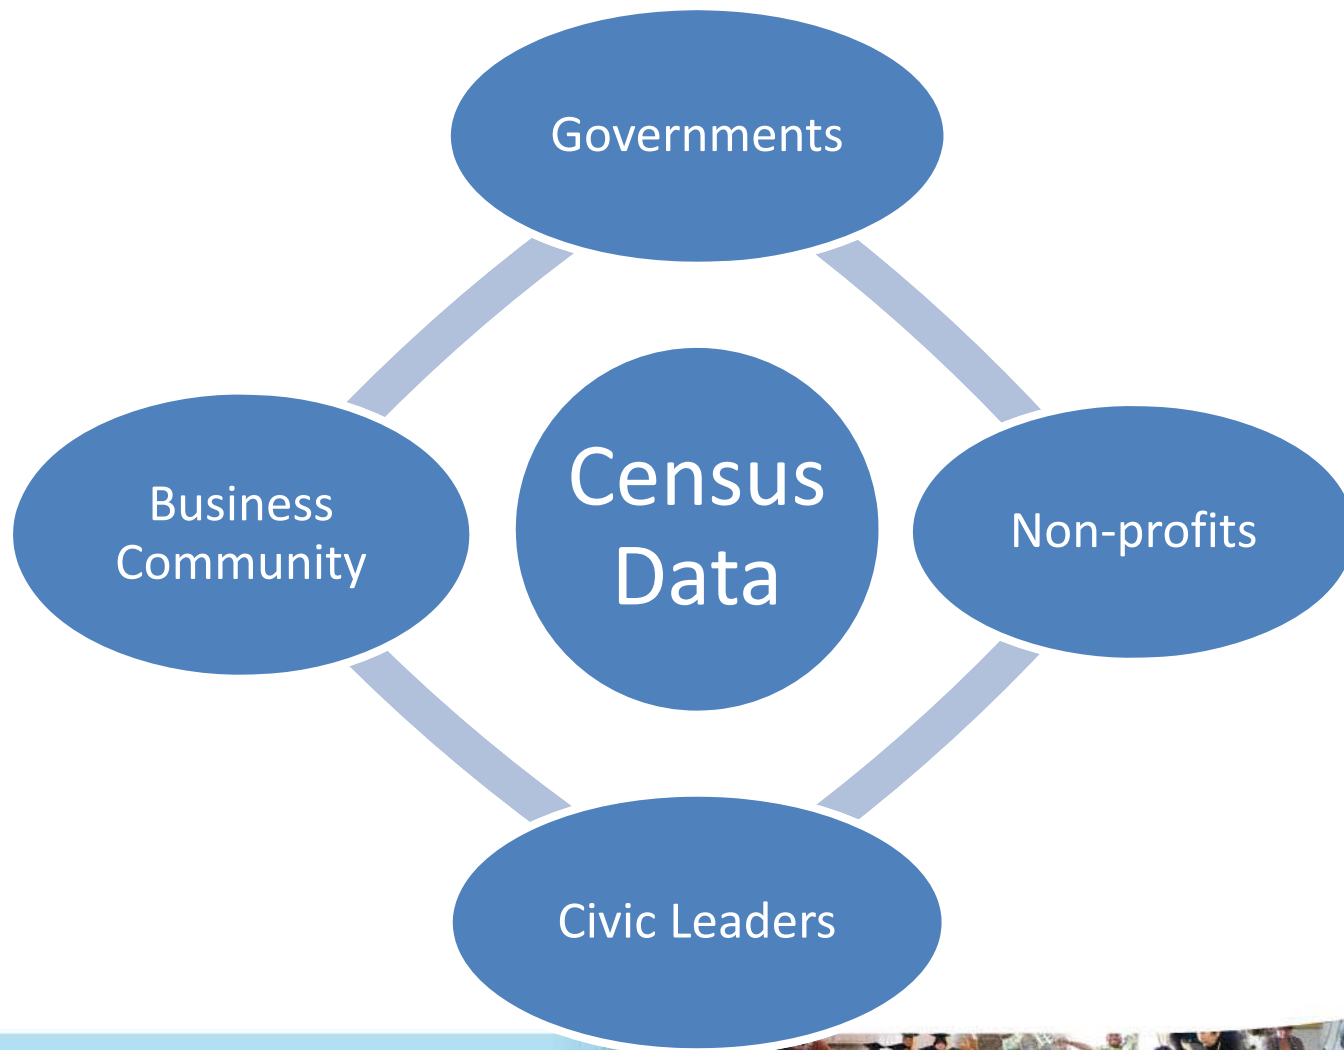 Governments
Business
Community
Census
Data
Non-profits
Civic Leaders